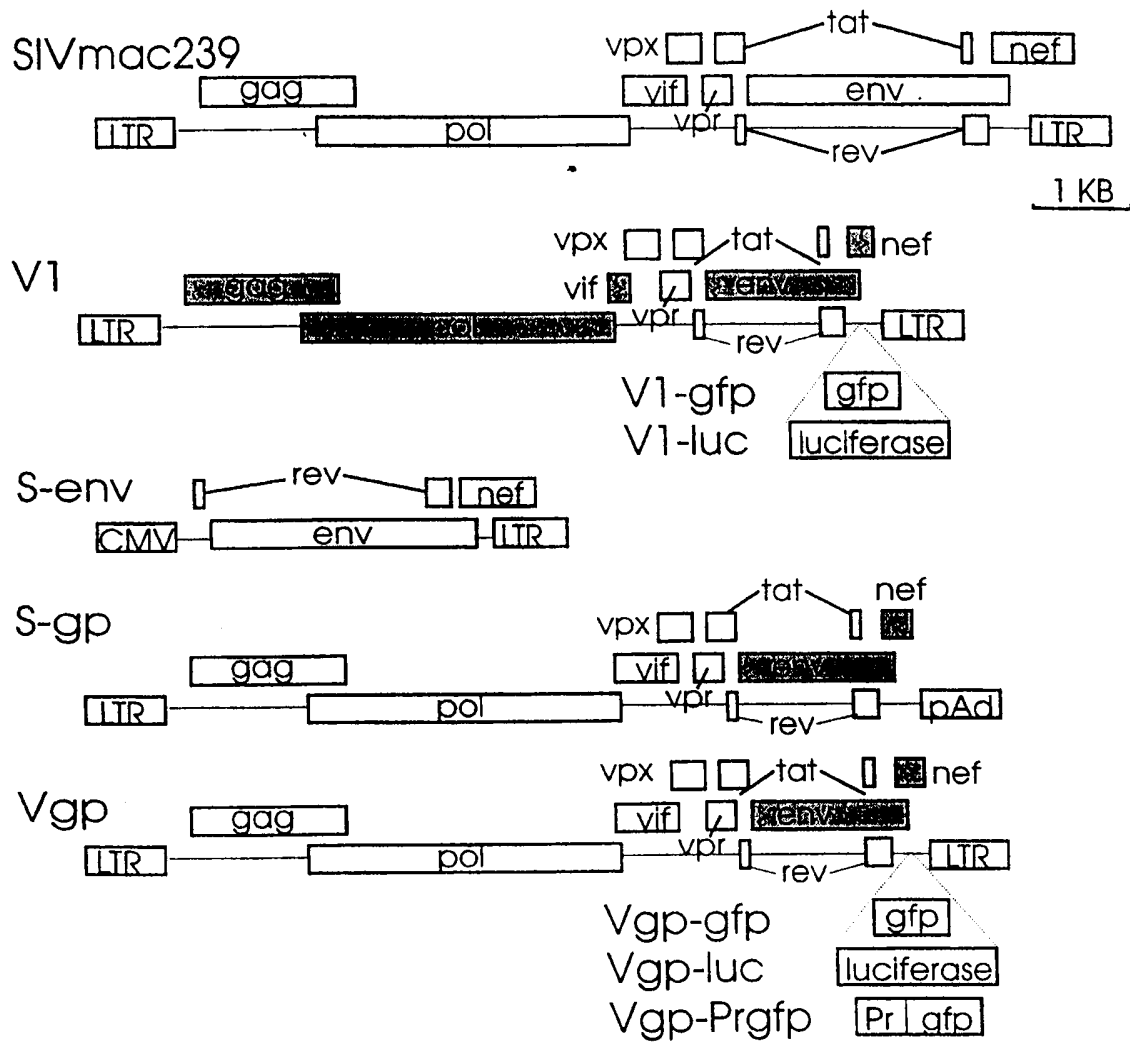 SIVmac239
vpx tat nef
gag vif env
LTR pol vpr rev LTR
1 KB
V1
vpx tat nef
gag vif env
LTR vpr rev LTR
V1-gfp gfp
V1-luc luciferase
S-env
rev nef
CMV env LTR
S-gp
nef
vpx tat
gag vif env
LTR pol vpr rev pAd
Vgp
vpx tat nef
gag vif env
LTR pol vpr rev LTR
Vgp-gfp gfp
Vgp-luc luciferase
Vgp-Prgfp Pr gfp